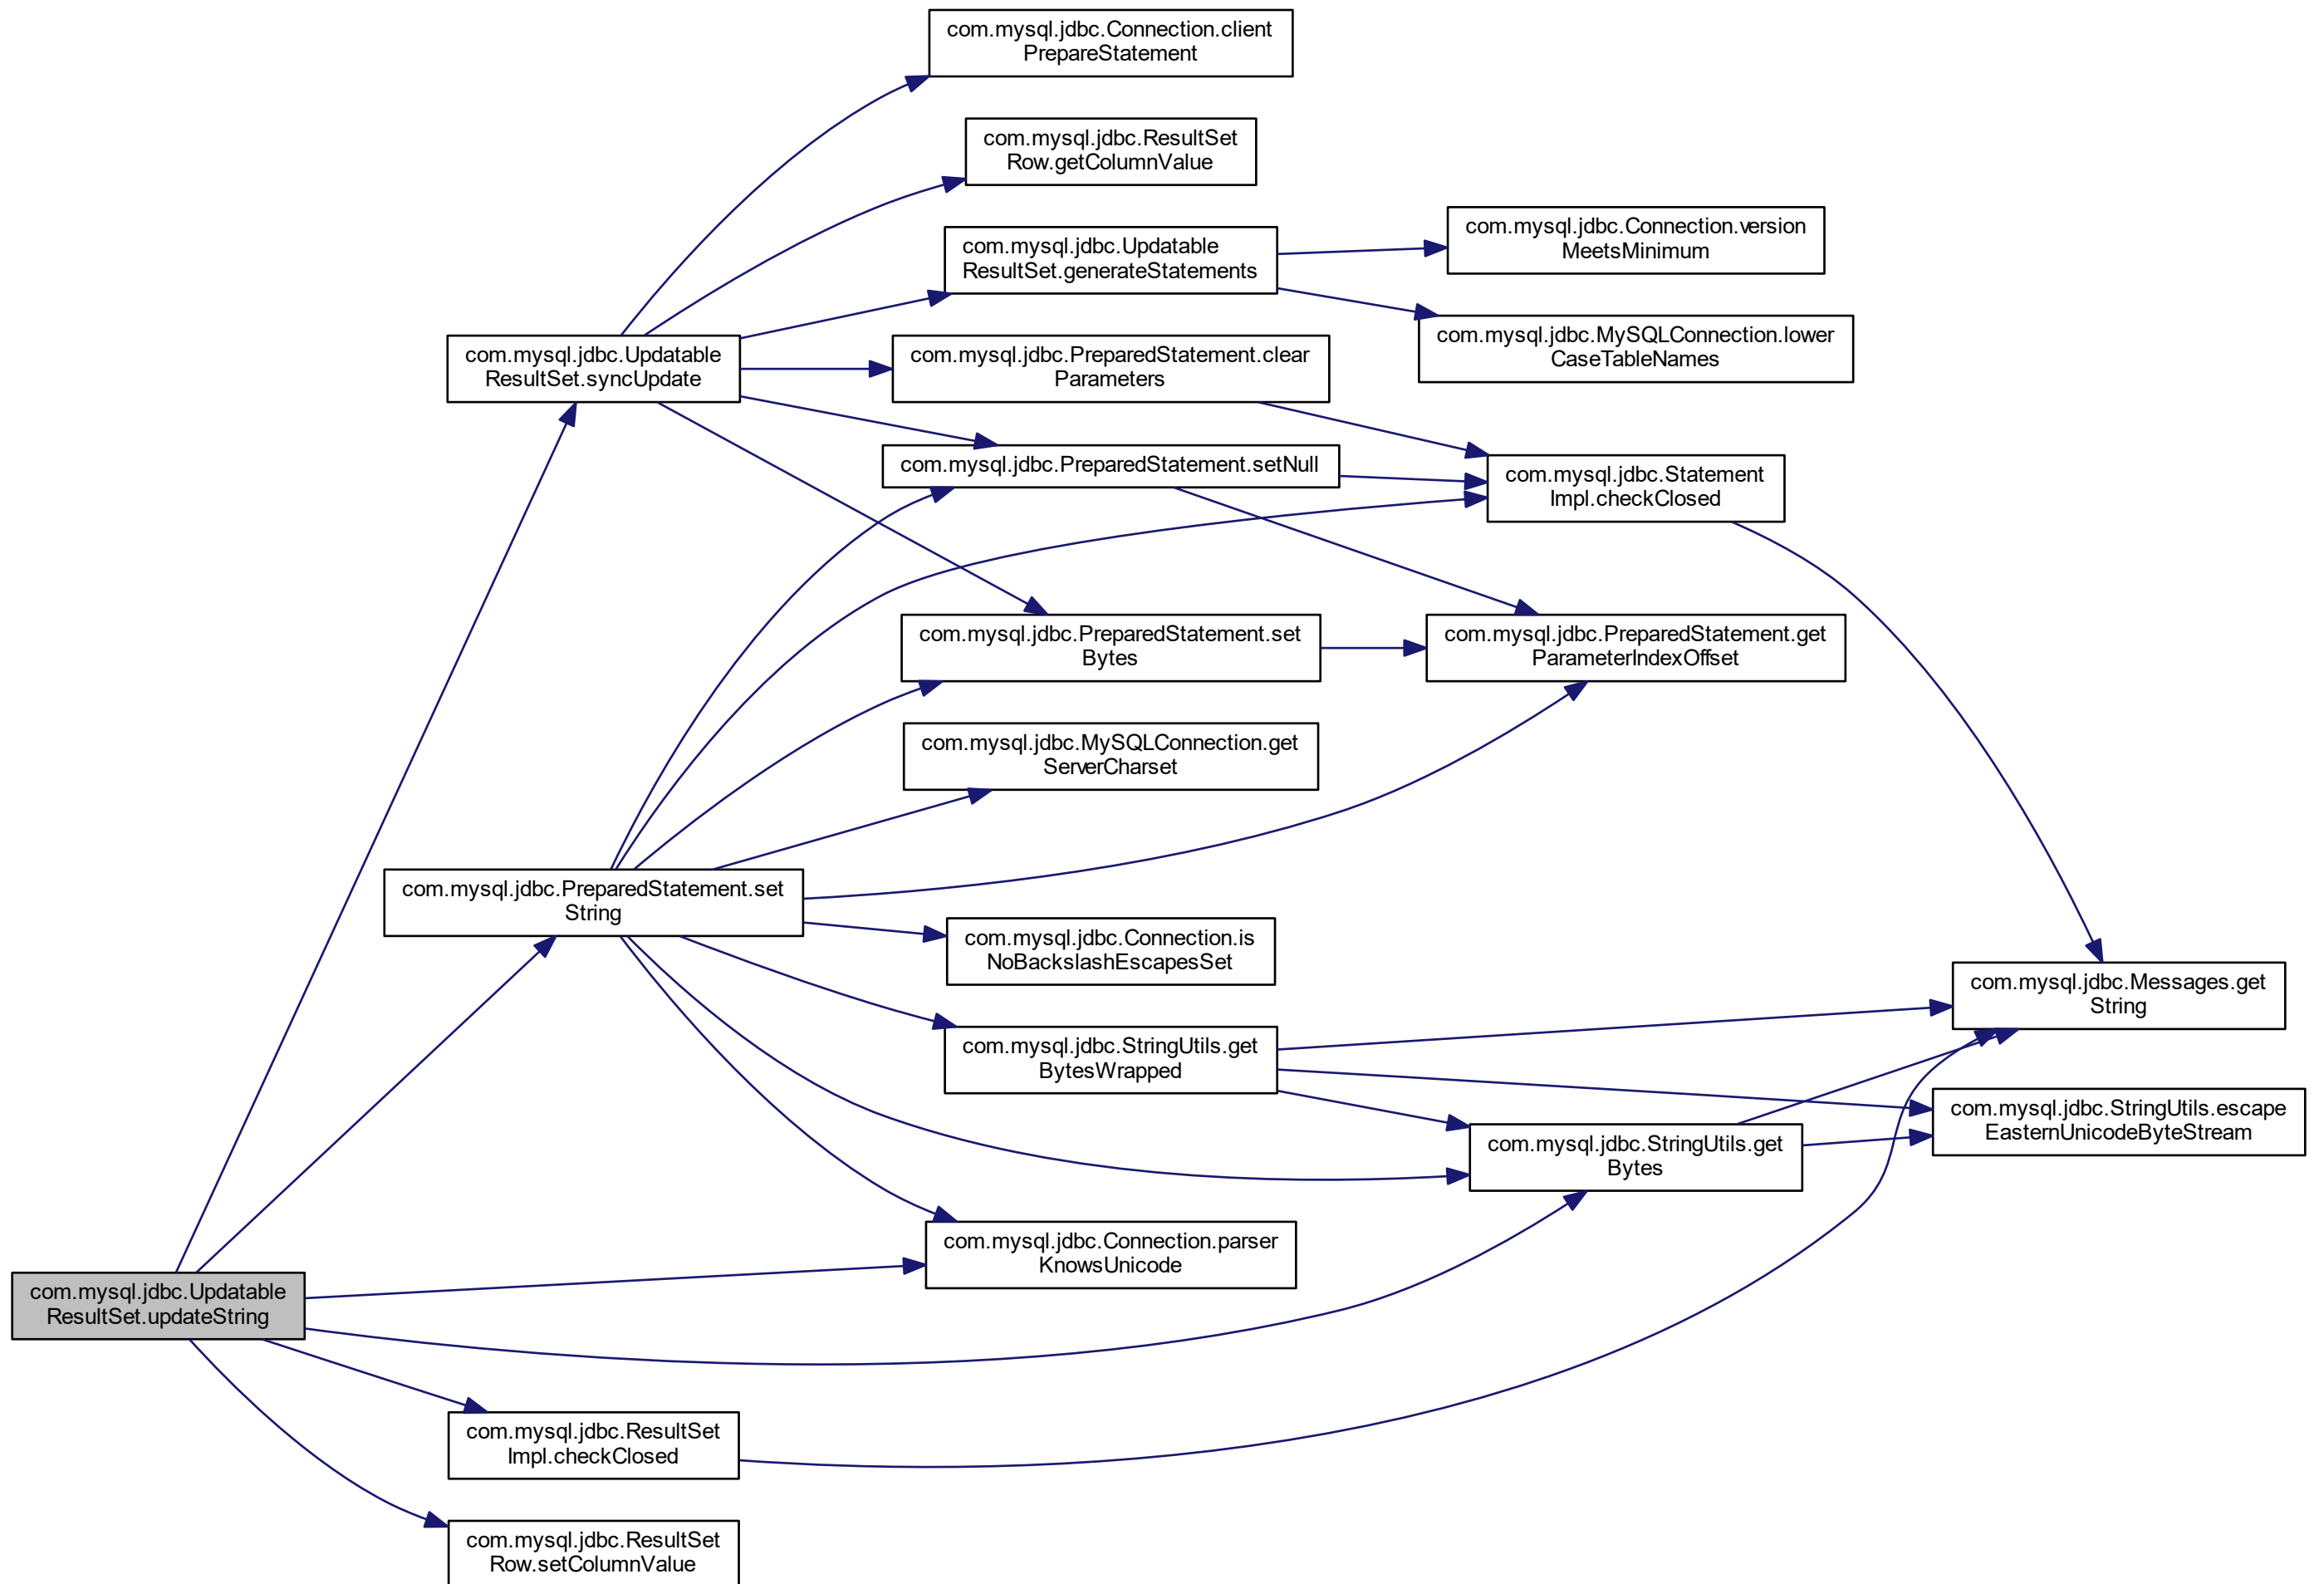 com.mysql.jdbc.Connection.client
PrepareStatement
com.mysql.jdbc.ResultSet
Row.getColumnValue
com.mysql.jdbc.Updatable
ResultSet.generateStatements
com.mysql.jdbc.Connection.version
MeetsMinimum
com.mysql.jdbc.MySQLConnection.lower
CaseTableNames
com.mysql.jdbc.Updatable
ResultSet.syncUpdate
com.mysql.jdbc.PreparedStatement.clear
Parameters
com.mysql.jdbc.PreparedStatement.setNull
com.mysql.jdbc.Statement
Impl.checkClosed
com.mysql.jdbc.PreparedStatement.set
Bytes
com.mysql.jdbc.PreparedStatement.get
ParameterIndexOffset
com.mysql.jdbc.MySQLConnection.get
ServerCharset
com.mysql.jdbc.PreparedStatement.set
String
com.mysql.jdbc.Connection.is
NoBackslashEscapesSet
com.mysql.jdbc.Messages.get
String
com.mysql.jdbc.StringUtils.get
BytesWrapped
com.mysql.jdbc.StringUtils.escape
EasternUnicodeByteStream
com.mysql.jdbc.StringUtils.get
Bytes
com.mysql.jdbc.Connection.parser
KnowsUnicode
com.mysql.jdbc.Updatable
ResultSet.updateString
com.mysql.jdbc.ResultSet
Impl.checkClosed
com.mysql.jdbc.ResultSet
Row.setColumnValue